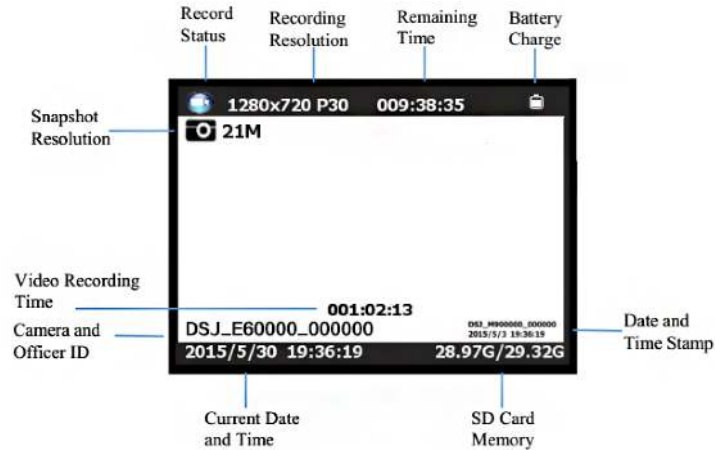 Record
Status
Recording
Resolution
Remaining
Time
Battery
Charge
1280x720 P30 009:38:35
Snapshot
Resolution
21M
Video Recording
Time
001:02:13
Camera and
Officer ID
DSJ_E60000_000000
DSJ_M900000_000000
2015/5/3 19:36:19
Date and
Time Stamp
2015/5/30 19:36:19 28.97G/29.32G
Current Date
and Time
SD Card
Memory